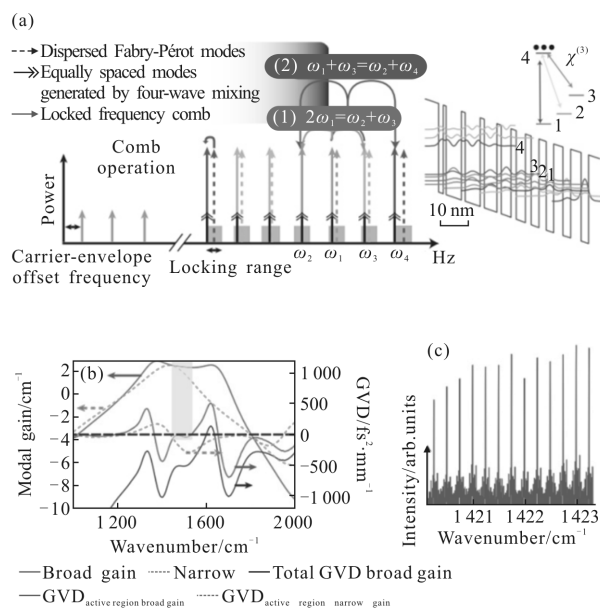 (a)
Dispersed Fabry-Pérot modes
Equally spaced modes
generated by four-wave mixing
Locked frequency comb
(2) ω₁+ω₃=ω₂+ω₄
(1) 2ω₁=ω₂+ω₃
Comb
operation
Power
Carrier-envelope
offset frequency
Locking range
ω₂ ω₁ ω₃ ω₄
Hz
4
χ⁽³⁾
3
2
1
4
3
2
1
10 nm
(b)
Modal gain/cm⁻¹
2
0
−2
−4
−6
−8
−10
1 200 1 600 2000
Wavenumber/cm⁻¹
1 000
500
0
−500
−1 000
GVD/fs²·mm⁻¹
(c)
Intensity/arb.units
1 421 1 422 1 423
Wavenumber/cm⁻¹
Broad gain Narrow Total GVD broad gain
GVD active region broad gain GVD active region narrow gain